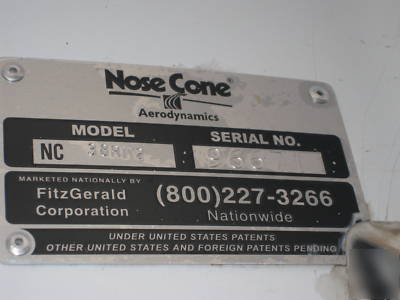 Nose Cone®
Aerodynamics
MODEL
SERIAL NO.
NC
MARKETED NATIONALLY BY
FitzGerald
Corporation
(800)227-3266
Nationwide
UNDER UNITED STATES PATENTS
OTHER UNITED STATES AND FOREIGN PATENTS PENDING